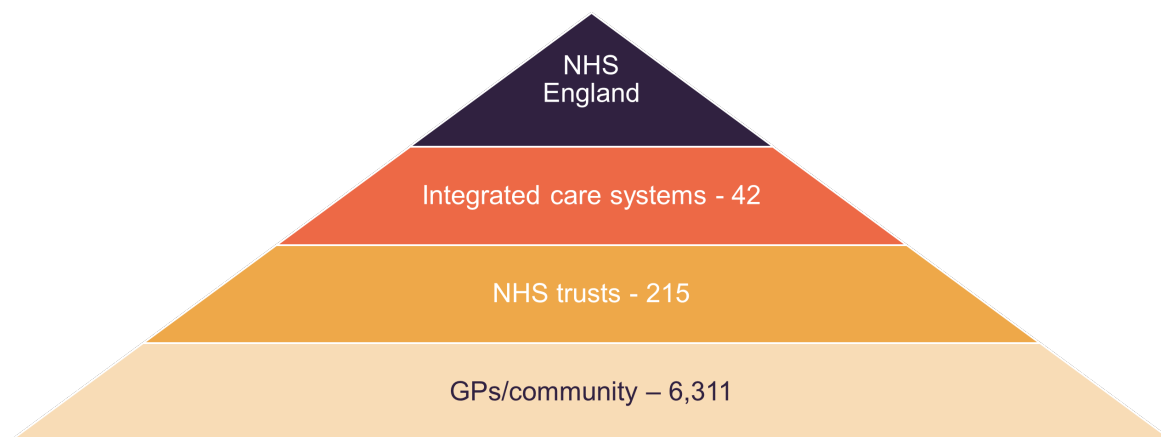 NHS
England
Integrated care systems - 42
NHS trusts - 215
GPs/community – 6,311